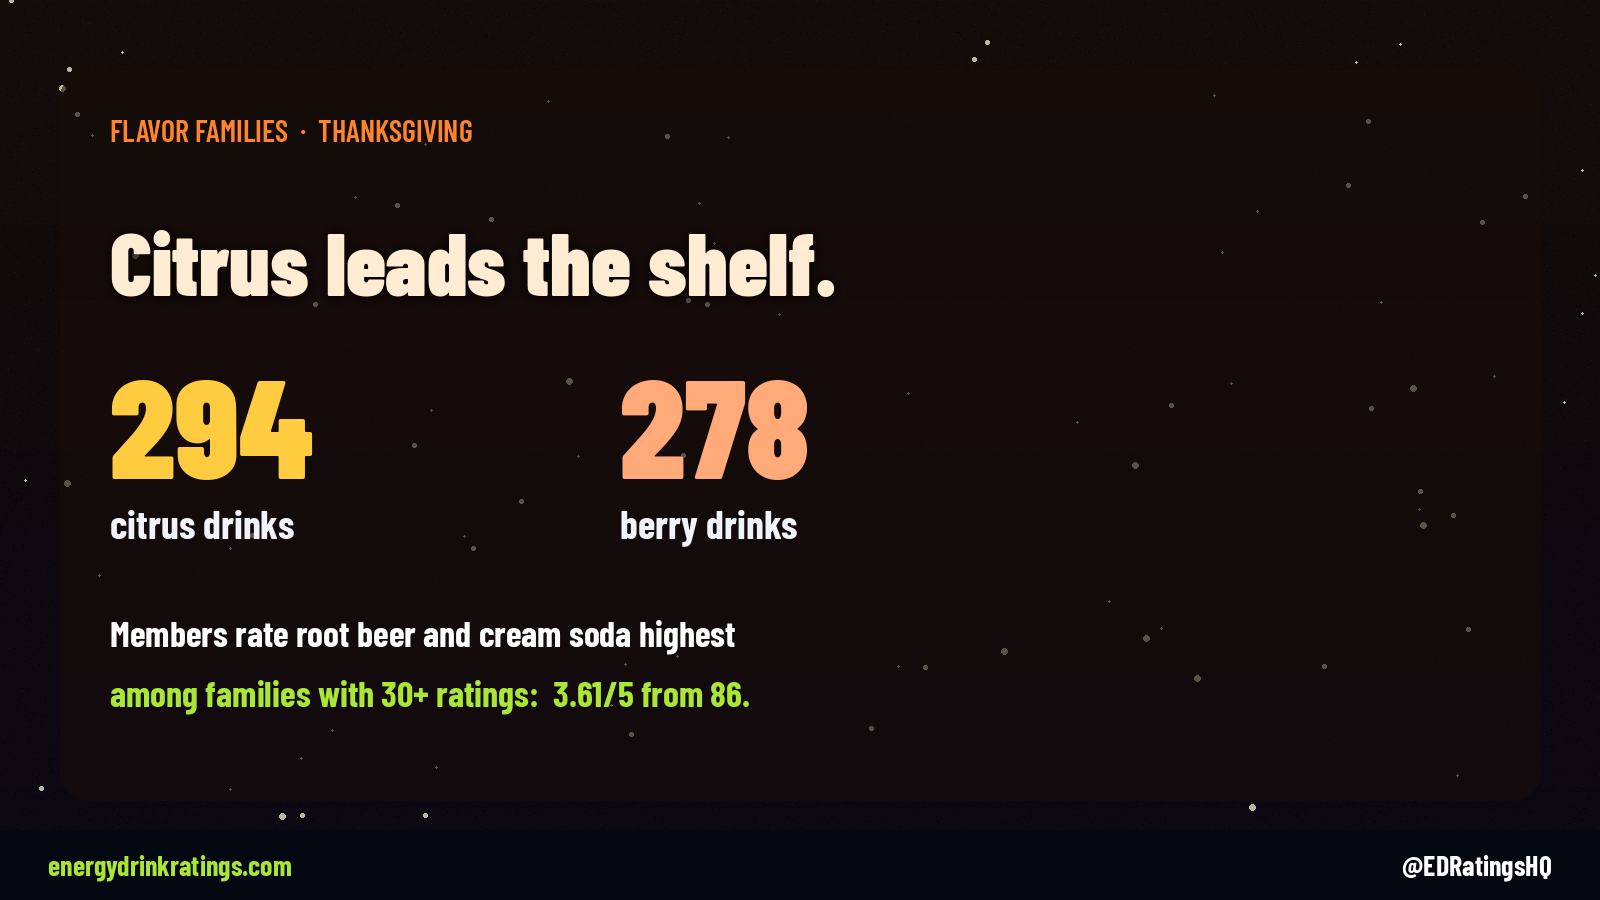 FLAVOR FAMILIES · THANKSGIVING
Citrus leads the shelf.
294
citrus drinks
278
berry drinks
Members rate root beer and cream soda highest
among families with 30+ ratings: 3.61/5 from 86.
energydrinkratings.com
@EDRatingsHQ